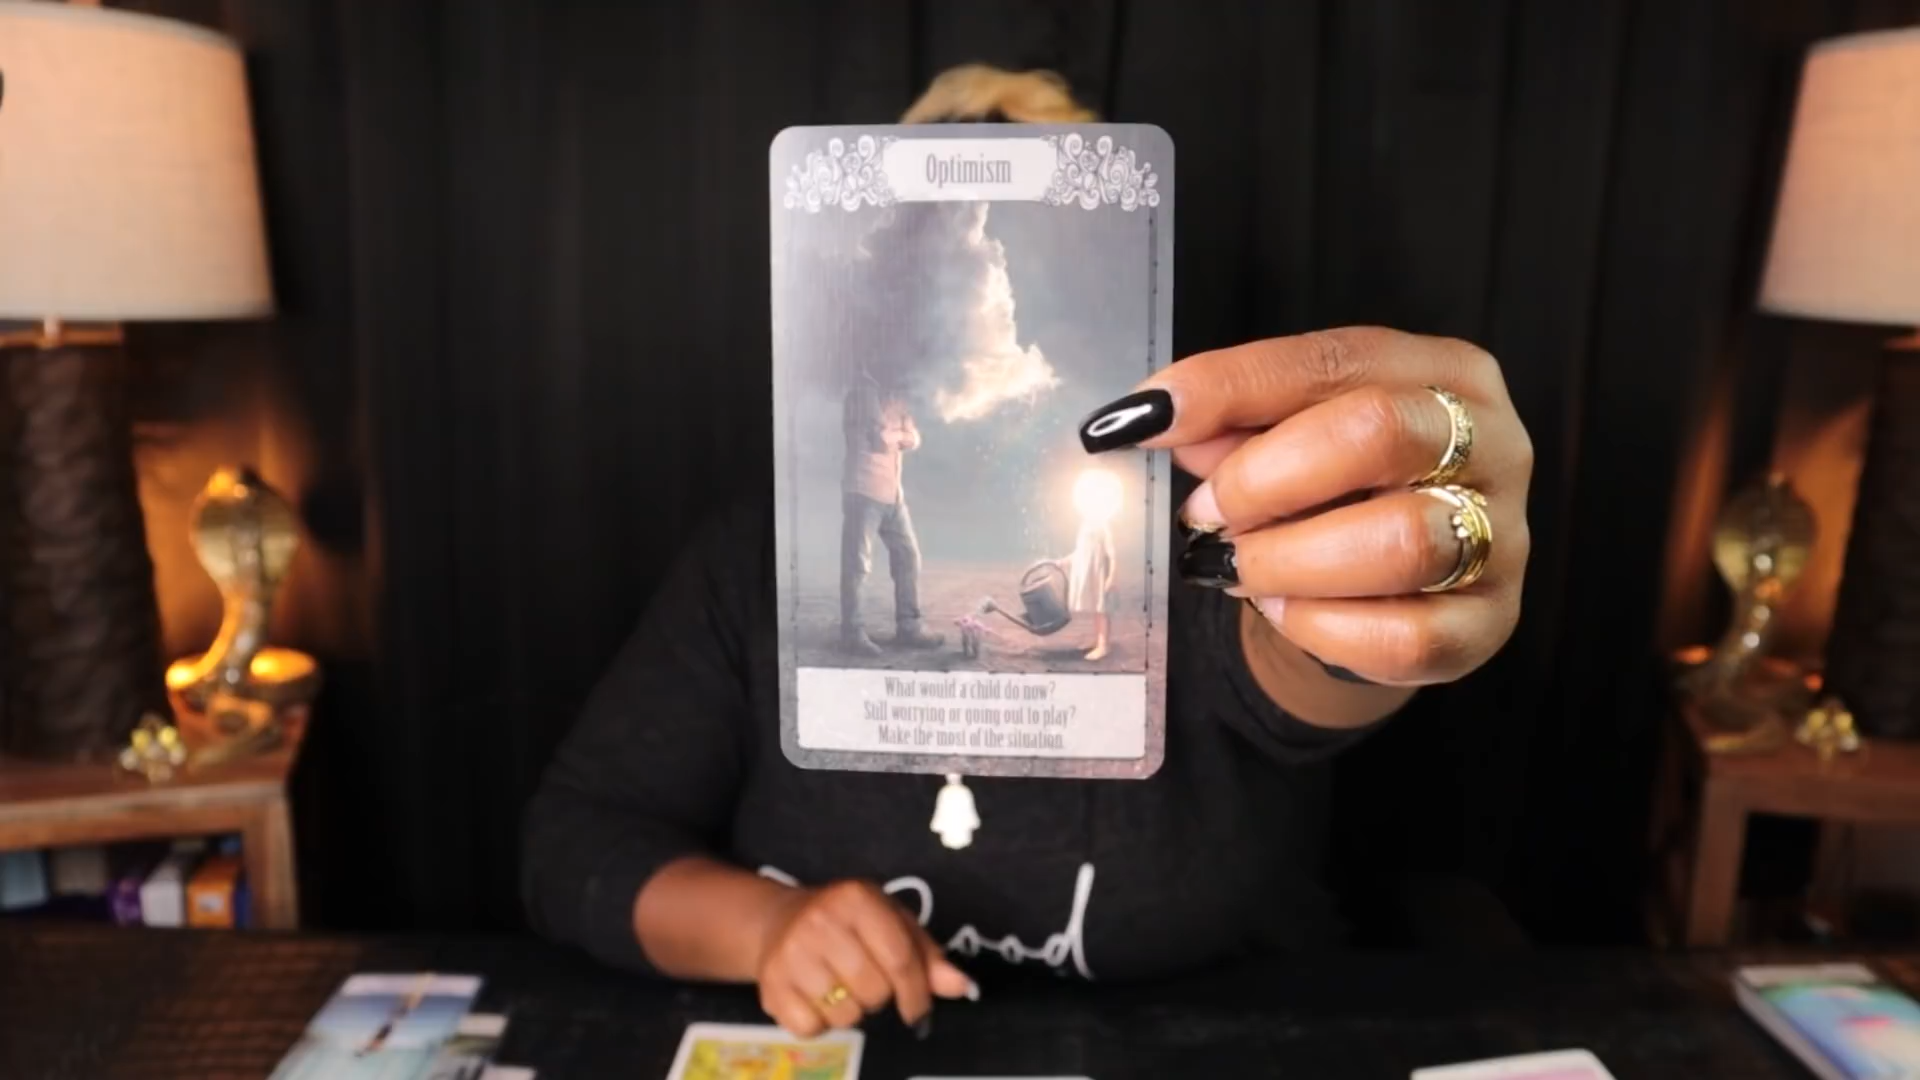 Optimism
What would a child do now?
Still worrying or going out to play?
Make the most of the situation.